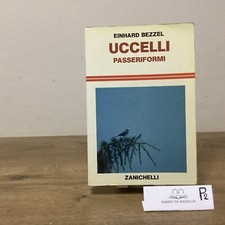 EINHARD BEZZEL
UCCELLI
PASSERIFORMI
ZANICHELLI
P2